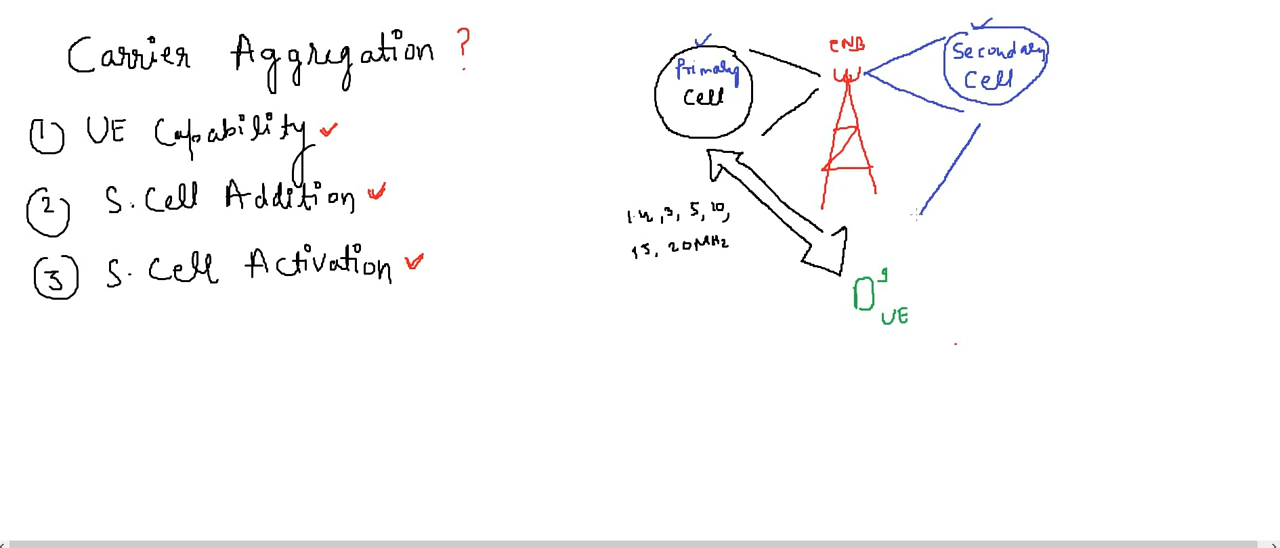 Carrier Aggregation ?
① UE Capability ✓
② S. Cell Addition ✓
③ S. Cell Activation ✓
Primary
Cell
ENB
Secondary
Cell
1.4, 3, 5, 10,
15, 20MHz
UE